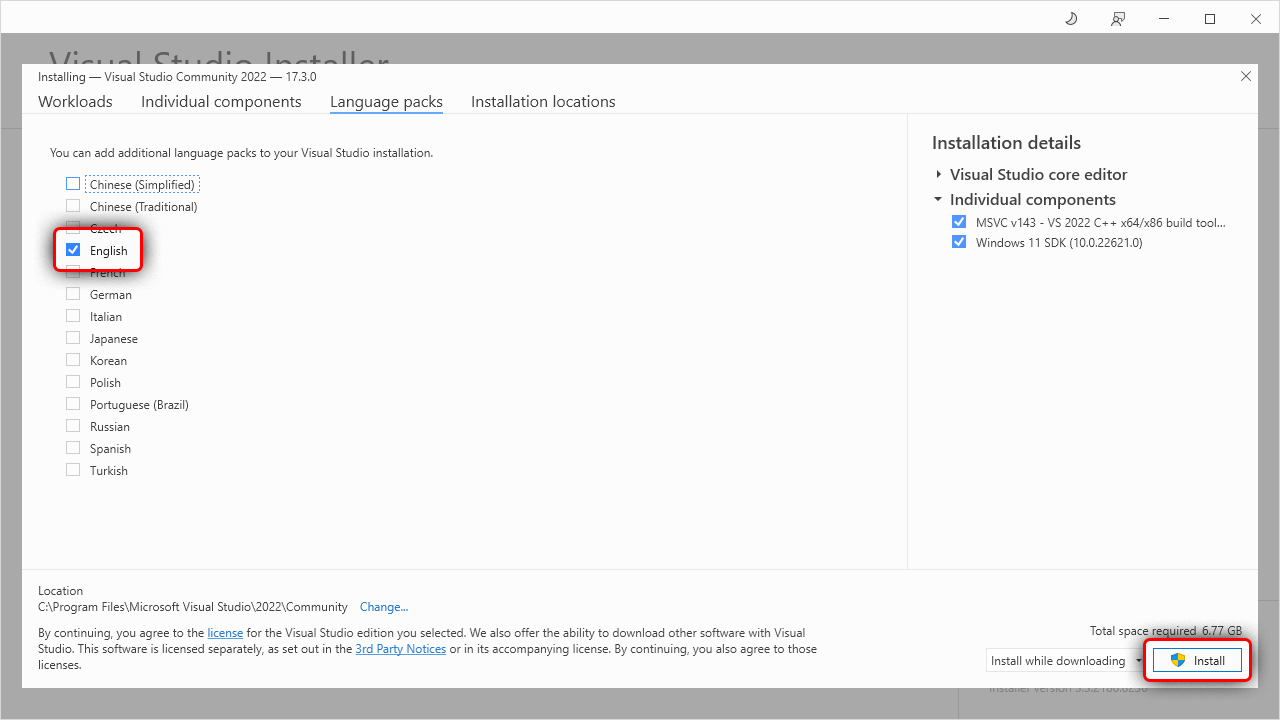 Visual Studio Installer
Installing — Visual Studio Community 2022 — 17.3.0
Workloads Individual components Language packs Installation locations
You can add additional language packs to your Visual Studio installation.
Chinese (Simplified)
Chinese (Traditional)
Czech
English
French
German
Italian
Japanese
Korean
Polish
Portuguese (Brazil)
Russian
Spanish
Turkish
Installation details
Visual Studio core editor
Individual components
MSVC v143 - VS 2022 C++ x64/x86 build tool...
Windows 11 SDK (10.0.22621.0)
Location
C:\Program Files\Microsoft Visual Studio\2022\Community Change...
By continuing, you agree to the license for the Visual Studio edition you selected. We also offer the ability to download other software with Visual
Studio. This software is licensed separately, as set out in the 3rd Party Notices or in its accompanying license. By continuing, you also agree to those
licenses.
Total space required 6.77 GB
Install while downloading
Install
Installer version